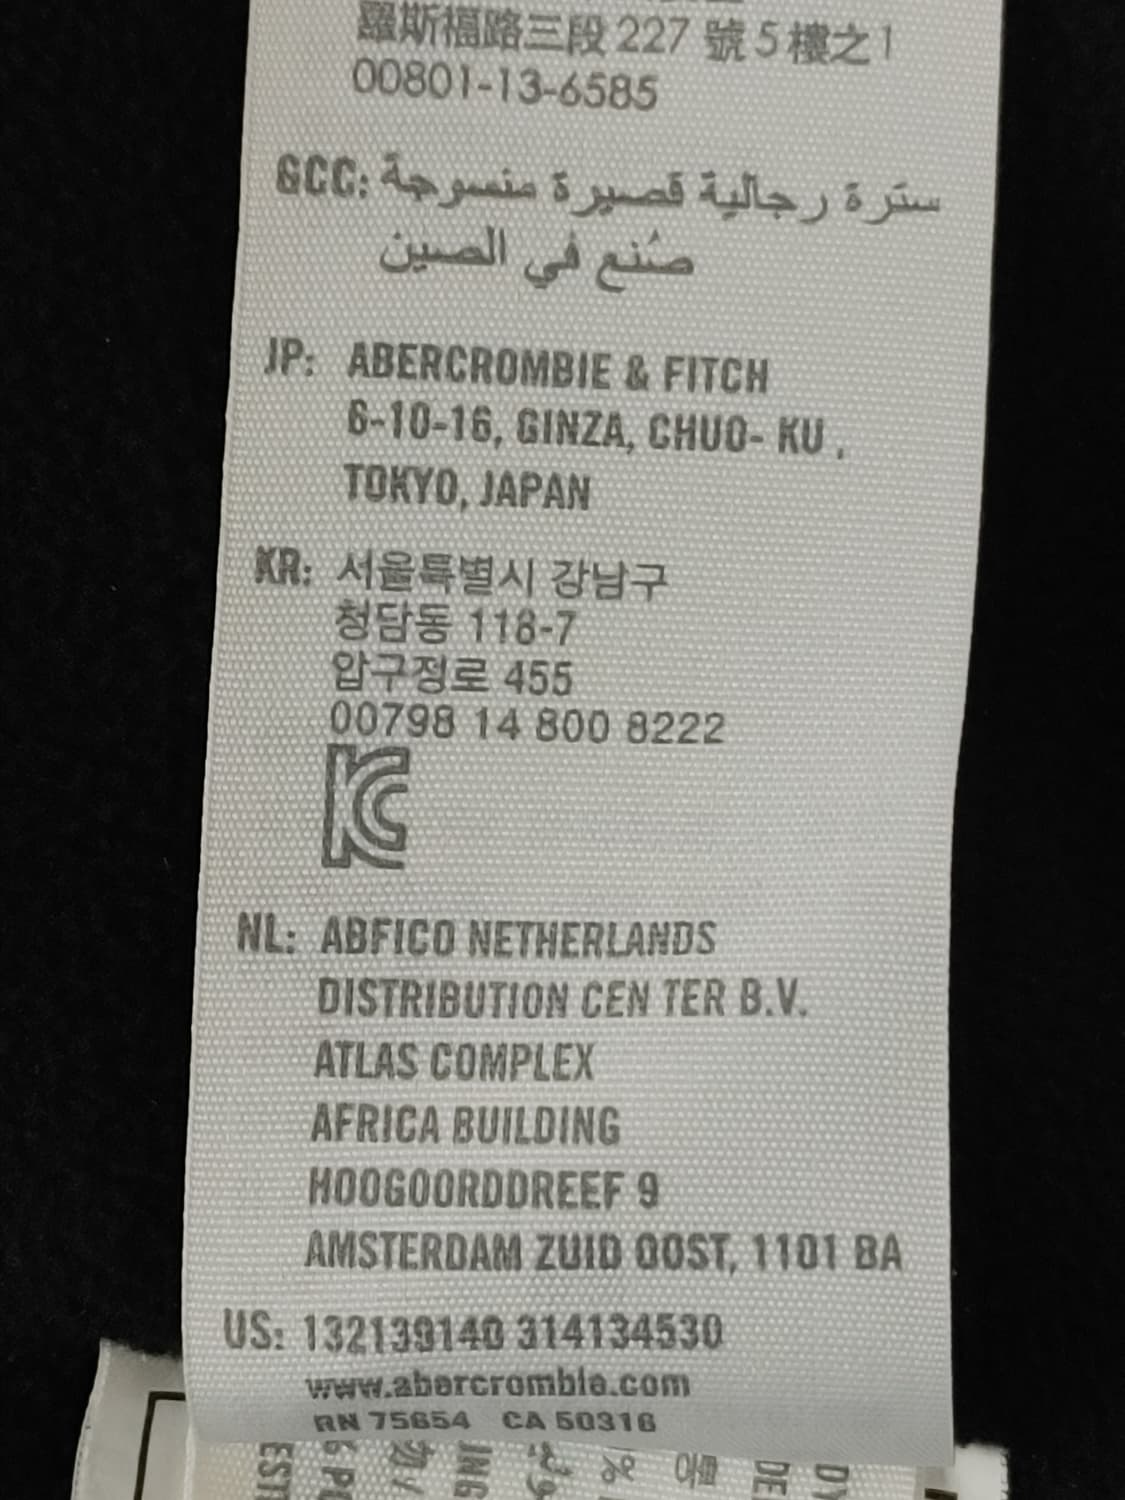 羅斯福路三段 227 號 5 樓之 1
00801-13-6585
GCC: سترة رجالية قصيرة منسوجة
صُنع في الصين
JP: ABERCROMBIE & FITCH
6-10-16, GINZA, CHUO- KU ,
TOKYO, JAPAN
KR: 서울특별시 강남구
청담동 118-7
압구정로 455
00798 14 800 8222
KC
NL: ABFICO NETHERLANDS
DISTRIBUTION CEN TER B.V.
ATLAS COMPLEX
AFRICA BUILDING
HOOGOORDDREEF 9
AMSTERDAM ZUID OOST, 1101 BA
US: 132139140 314134530
www.abercrombie.com
RN 75654 CA 50316